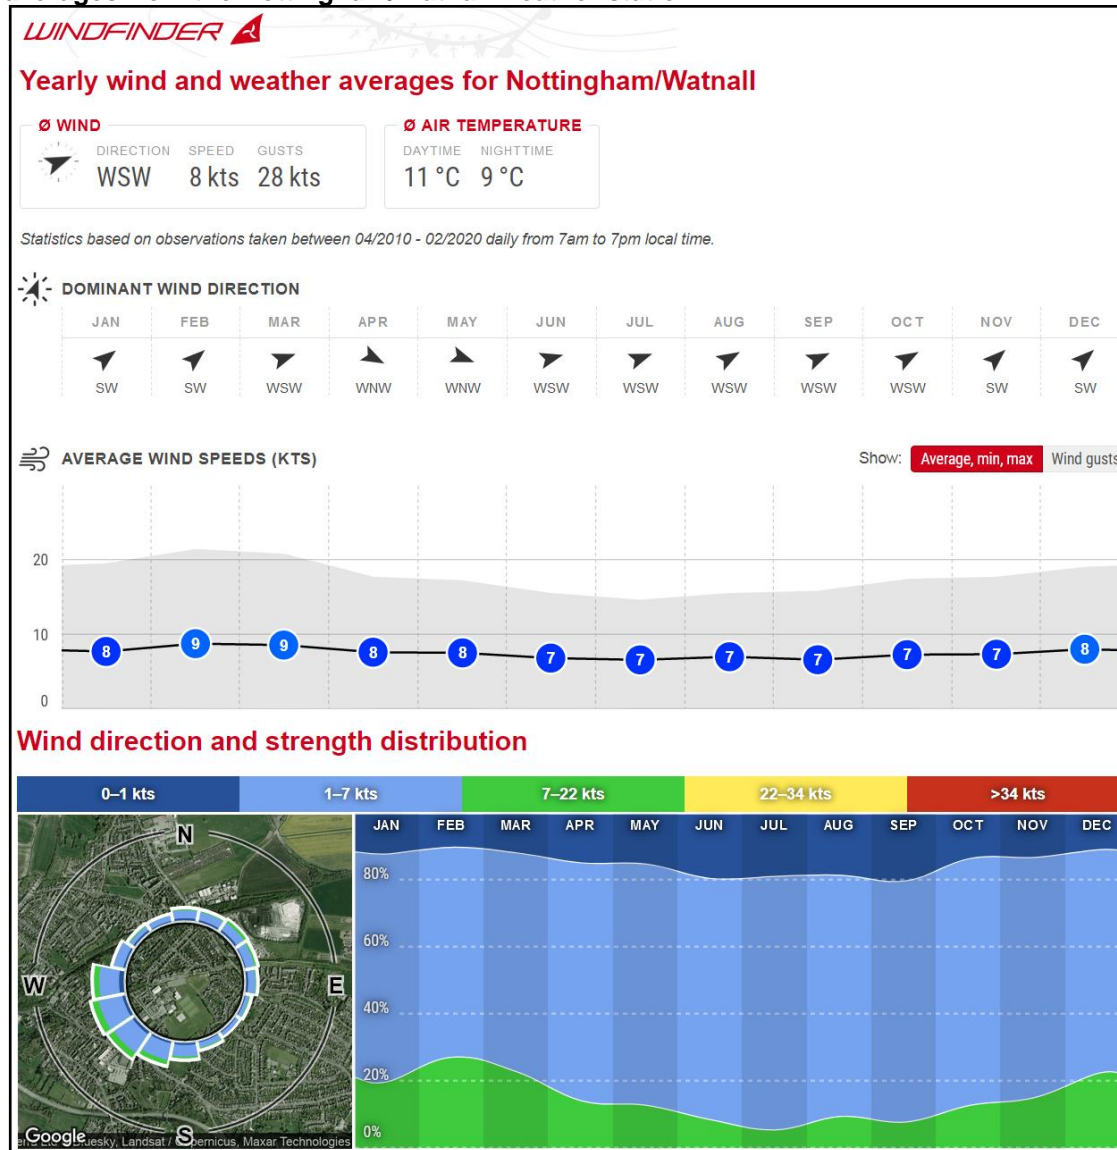 WINDFINDER
Yearly wind and weather averages for Nottingham/Watnall
Ø WIND
Ø AIR TEMPERATURE
DIRECTION SPEED GUSTS
DAYTIME NIGHTTIME
WSW 8 kts 28 kts
11 °C 9 °C
Statistics based on observations taken between 04/2010 - 02/2020 daily from 7am to 7pm local time.
DOMINANT WIND DIRECTION
JAN FEB MAR APR MAY JUN JUL AUG SEP OCT NOV DEC
SW SW WSW WNW WNW WSW WSW WSW WSW WSW SW SW
AVERAGE WIND SPEEDS (KTS)
Show: Average, min, max Wind gusts
20
10
0
8 9 9 8 8 7 7 7 7 7 7 8
Wind direction and strength distribution
0–1 kts 1–7 kts 7–22 kts 22–34 kts >34 kts
JAN FEB MAR APR MAY JUN JUL AUG SEP OCT NOV DEC
N
W
E
S
80%
60%
40%
20%
0%
Google
Landsat / Copernicus, Maxar Technologies